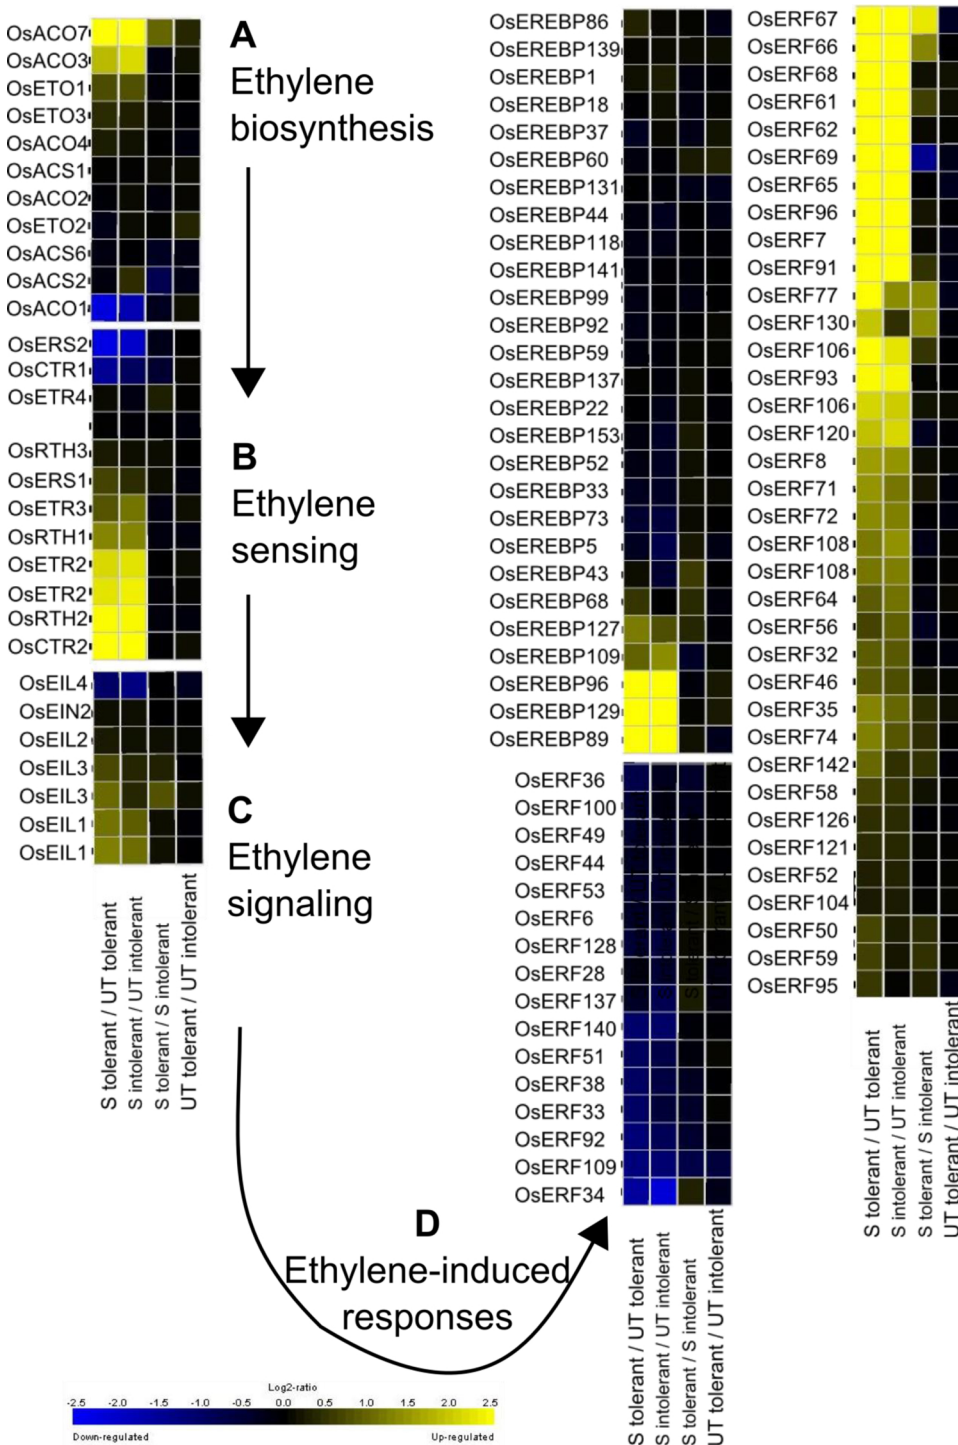 OsACO7
OsACO3
OsETO1
OsETO3
OsACO4
OsACS1
OsACO2
OsETO2
OsACS6
OsACS2
OsACO1
OsERS2
OsCTR1
OsETR4
OsRTH3
OsERS1
OsETR3
OsRTH1
OsETR2
OsETR2
OsRTH2
OsCTR2
OsEIL4
OsEIN2
OsEIL2
OsEIL3
OsEIL3
OsEIL1
OsEIL1
S tolerant / UT tolerant
S intolerant / UT intolerant
S tolerant / S intolerant
UT tolerant / UT intolerant
A
Ethylene
biosynthesis
B
Ethylene
sensing
C
Ethylene
signaling
D
Ethylene-induced
responses
OsEREBP86
OsEREBP139
OsEREBP1
OsEREBP18
OsEREBP37
OsEREBP60
OsEREBP131
OsEREBP44
OsEREBP118
OsEREBP141
OsEREBP99
OsEREBP92
OsEREBP59
OsEREBP137
OsEREBP22
OsEREBP153
OsEREBP52
OsEREBP33
OsEREBP73
OsEREBP5
OsEREBP43
OsEREBP68
OsEREBP127
OsEREBP109
OsEREBP96
OsEREBP129
OsEREBP89
OsERF36
OsERF100
OsERF49
OsERF44
OsERF53
OsERF6
OsERF128
OsERF28
OsERF137
OsERF140
OsERF51
OsERF38
OsERF33
OsERF92
OsERF109
OsERF34
S tolerant / UT tolerant
S intolerant / UT intolerant
S tolerant / S intolerant
UT tolerant / UT intolerant
OsERF67
OsERF66
OsERF68
OsERF61
OsERF62
OsERF69
OsERF65
OsERF96
OsERF7
OsERF91
OsERF77
OsERF130
OsERF106
OsERF93
OsERF106
OsERF120
OsERF8
OsERF71
OsERF72
OsERF108
OsERF108
OsERF64
OsERF56
OsERF32
OsERF46
OsERF35
OsERF74
OsERF142
OsERF58
OsERF126
OsERF121
OsERF52
OsERF104
OsERF50
OsERF59
OsERF95
S tolerant / UT tolerant
S intolerant / UT intolerant
S tolerant / S intolerant
UT tolerant / UT intolerant
Log2-ratio
-2.5 -2.0 -1.5 -1.0 -0.5 0.0 0.5 1.0 1.5 2.0 2.5
Down-regulated Up-regulated